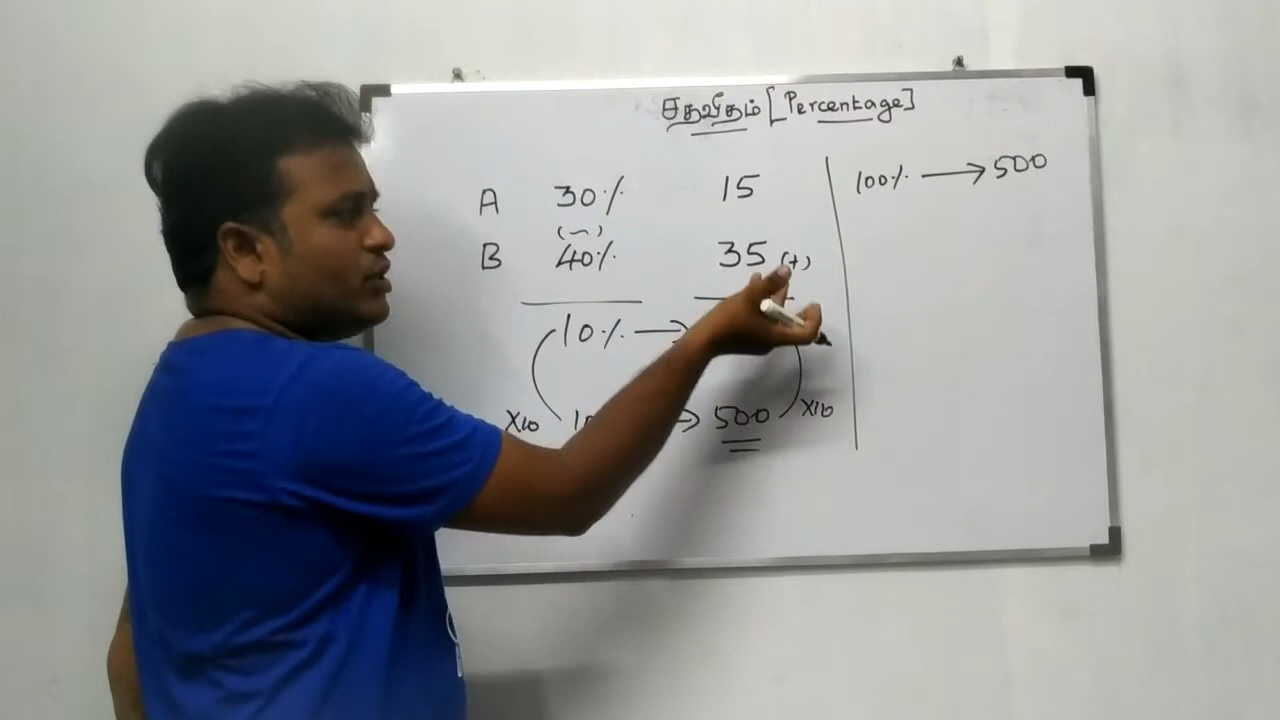 சதவிதம் [Percentage]
A 30% 15
(-)
B 40% 35 (+)
10% →
X10 → 500 X10
100% → 500